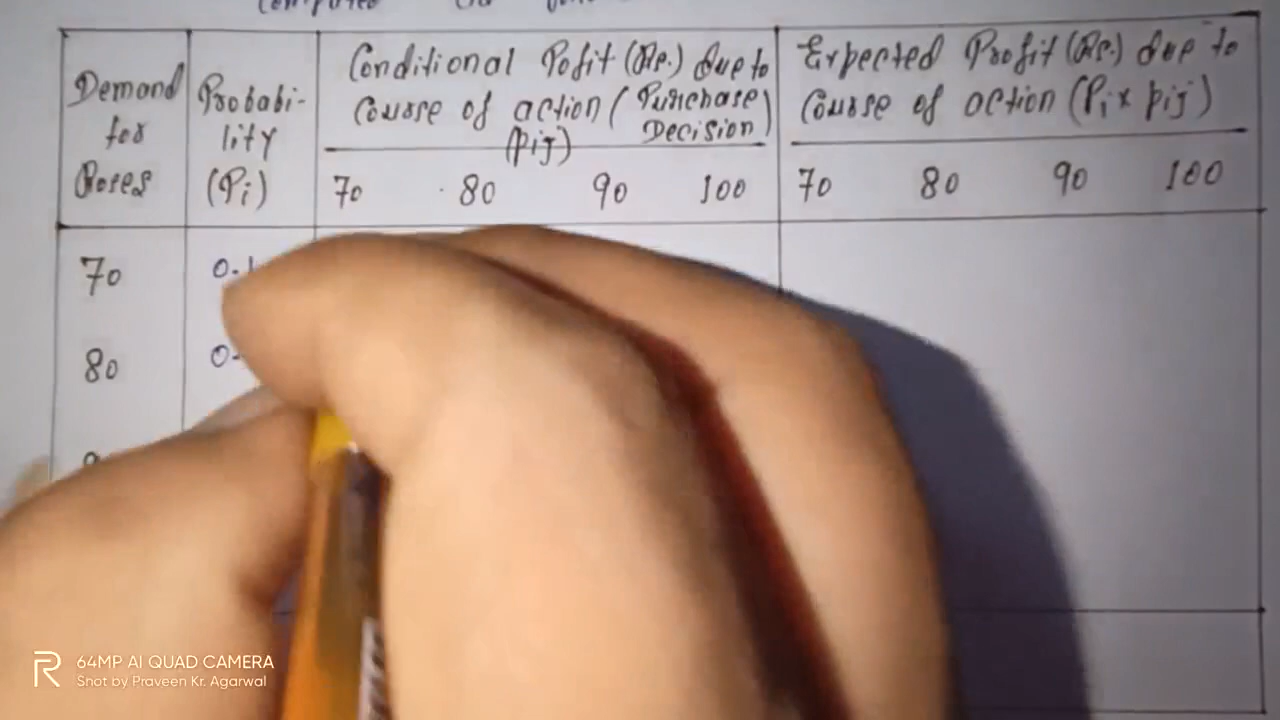 Demand
for
Roses
Probabi-
lity
(Pi)
Conditional Pofit (Rs.) due to
Course of action (Purchase
Decision)
(pij)
70 80 90 100
Expected Profit (Rs.) due to
Course of action (Pi x pij)
70 80 90 100
70
80
64MP AI QUAD CAMERA
Shot by Praveen Kr. Agarwal